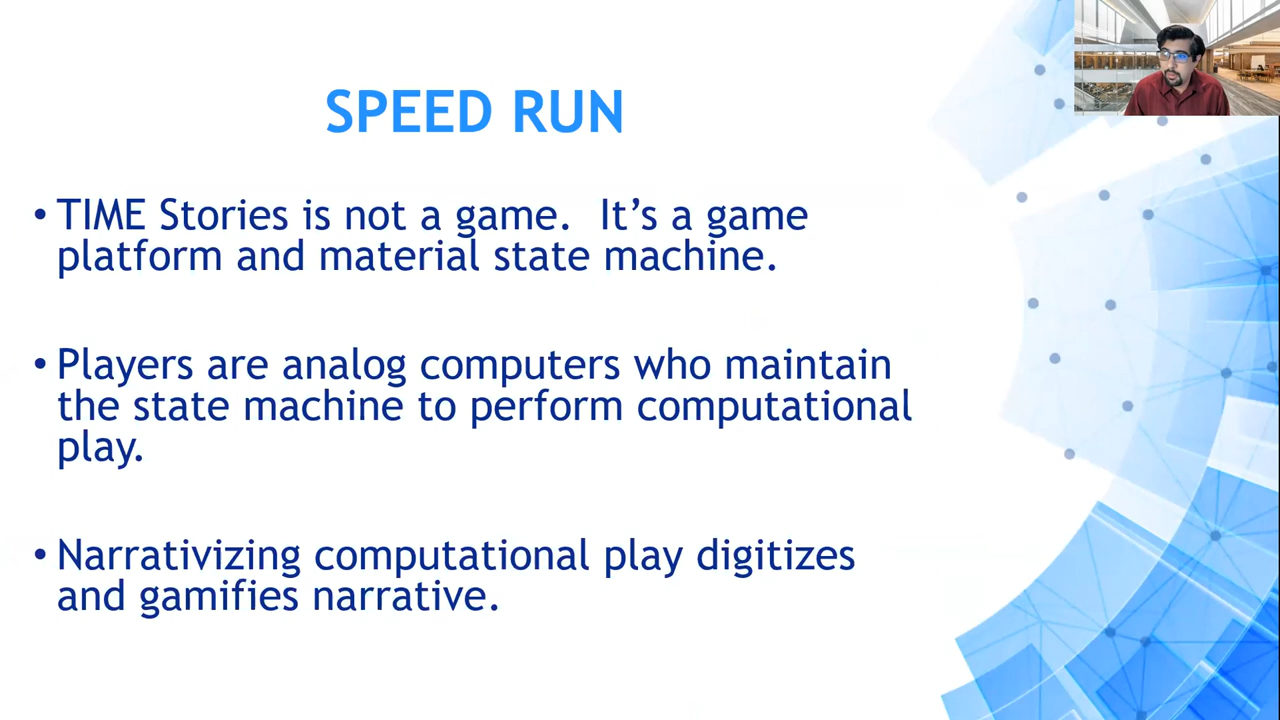 SPEED RUN
• TIME Stories is not a game.  It’s a game
platform and material state machine.
• Players are analog computers who maintain
the state machine to perform computational
play.
• Narrativizing computational play digitizes
and gamifies narrative.